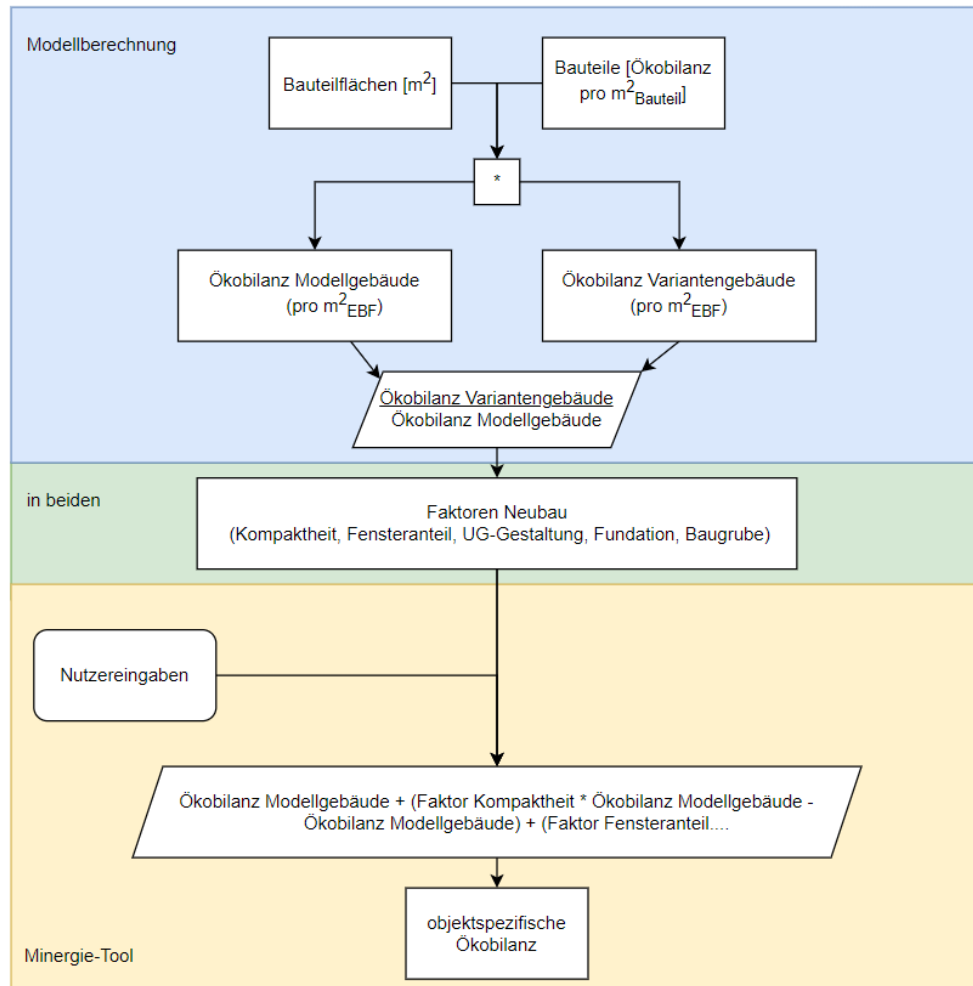 Modellberechnung
Bauteilflächen [m²]
Bauteile [Ökobilanz
pro m²Bauteil]
*
Ökobilanz Modellgebäude
(pro m²EBF)
Ökobilanz Variantengebäude
(pro m²EBF)
Ökobilanz Variantengebäude
Ökobilanz Modellgebäude
in beiden
Faktoren Neubau
(Kompaktheit, Fensteranteil, UG-Gestaltung, Fundation, Baugrube)
Nutzereingaben
Ökobilanz Modellgebäude + (Faktor Kompaktheit * Ökobilanz Modellgebäude -
Ökobilanz Modellgebäude) + (Faktor Fensteranteil....
objektspezifische
Ökobilanz
Minergie-Tool